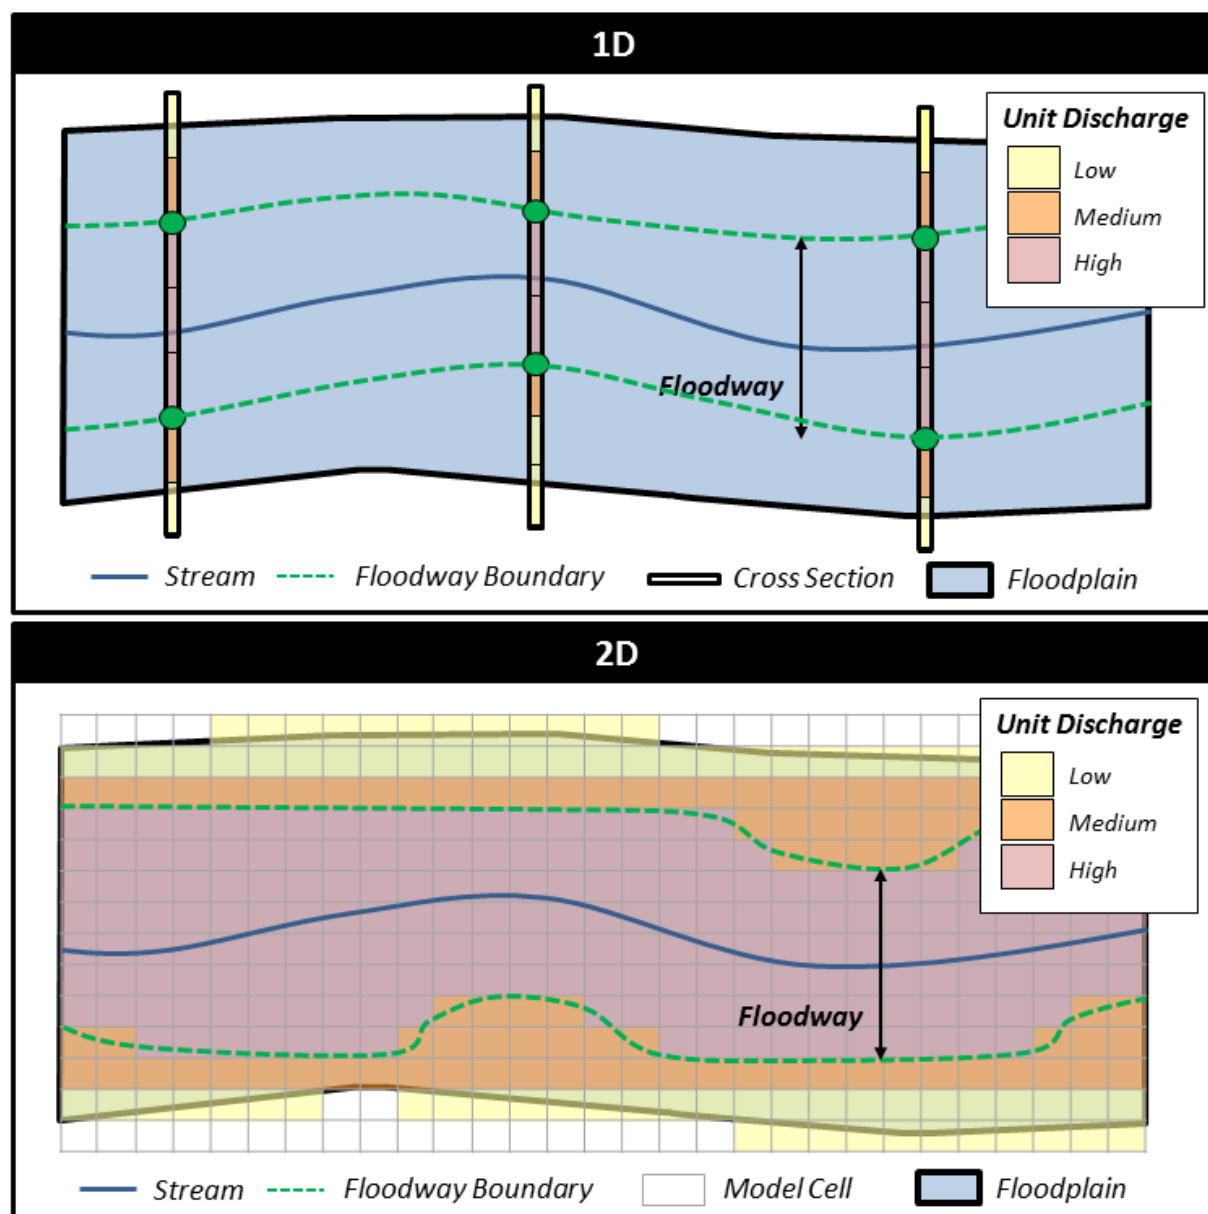 1D
Unit Discharge
Low
Medium
High
Floodway
Stream
Floodway Boundary
Cross Section
Floodplain
2D
Unit Discharge
Low
Medium
High
Floodway
Stream
Floodway Boundary
Model Cell
Floodplain